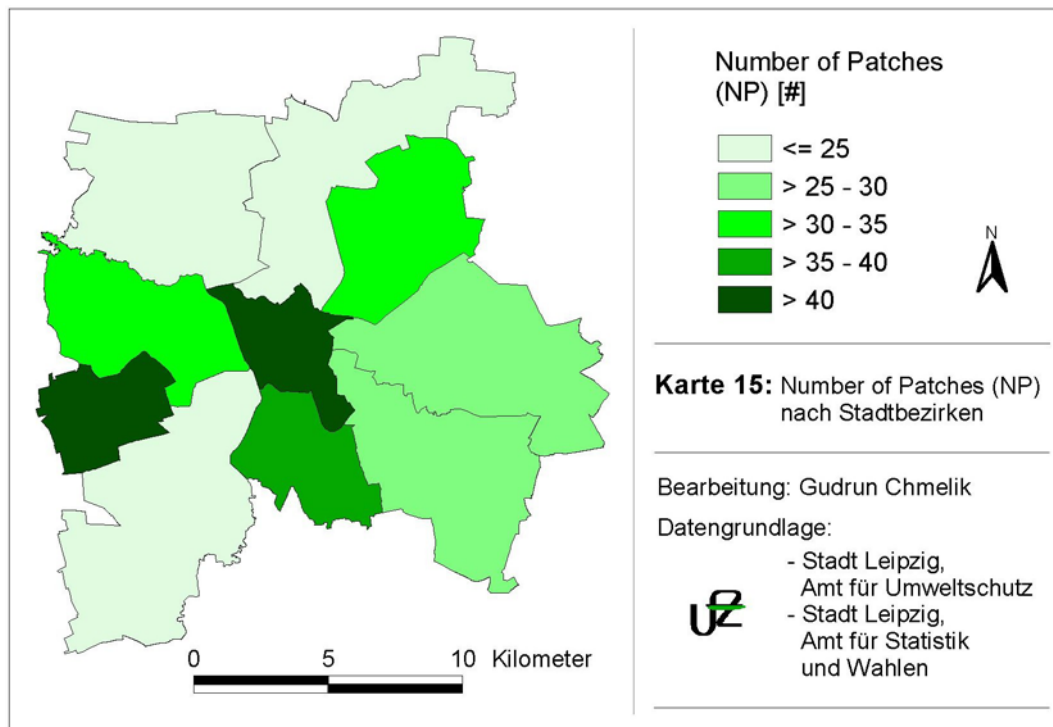 Number of Patches
(NP) [#]
<= 25
> 25 - 30
> 30 - 35
> 35 - 40
> 40
N
Karte 15: Number of Patches (NP)
nach Stadtbezirken
Bearbeitung: Gudrun Chmelik
Datengrundlage:
- Stadt Leipzig,
Amt für Umweltschutz
- Stadt Leipzig,
Amt für Statistik
und Wahlen
UFZ
0 5 10 Kilometer